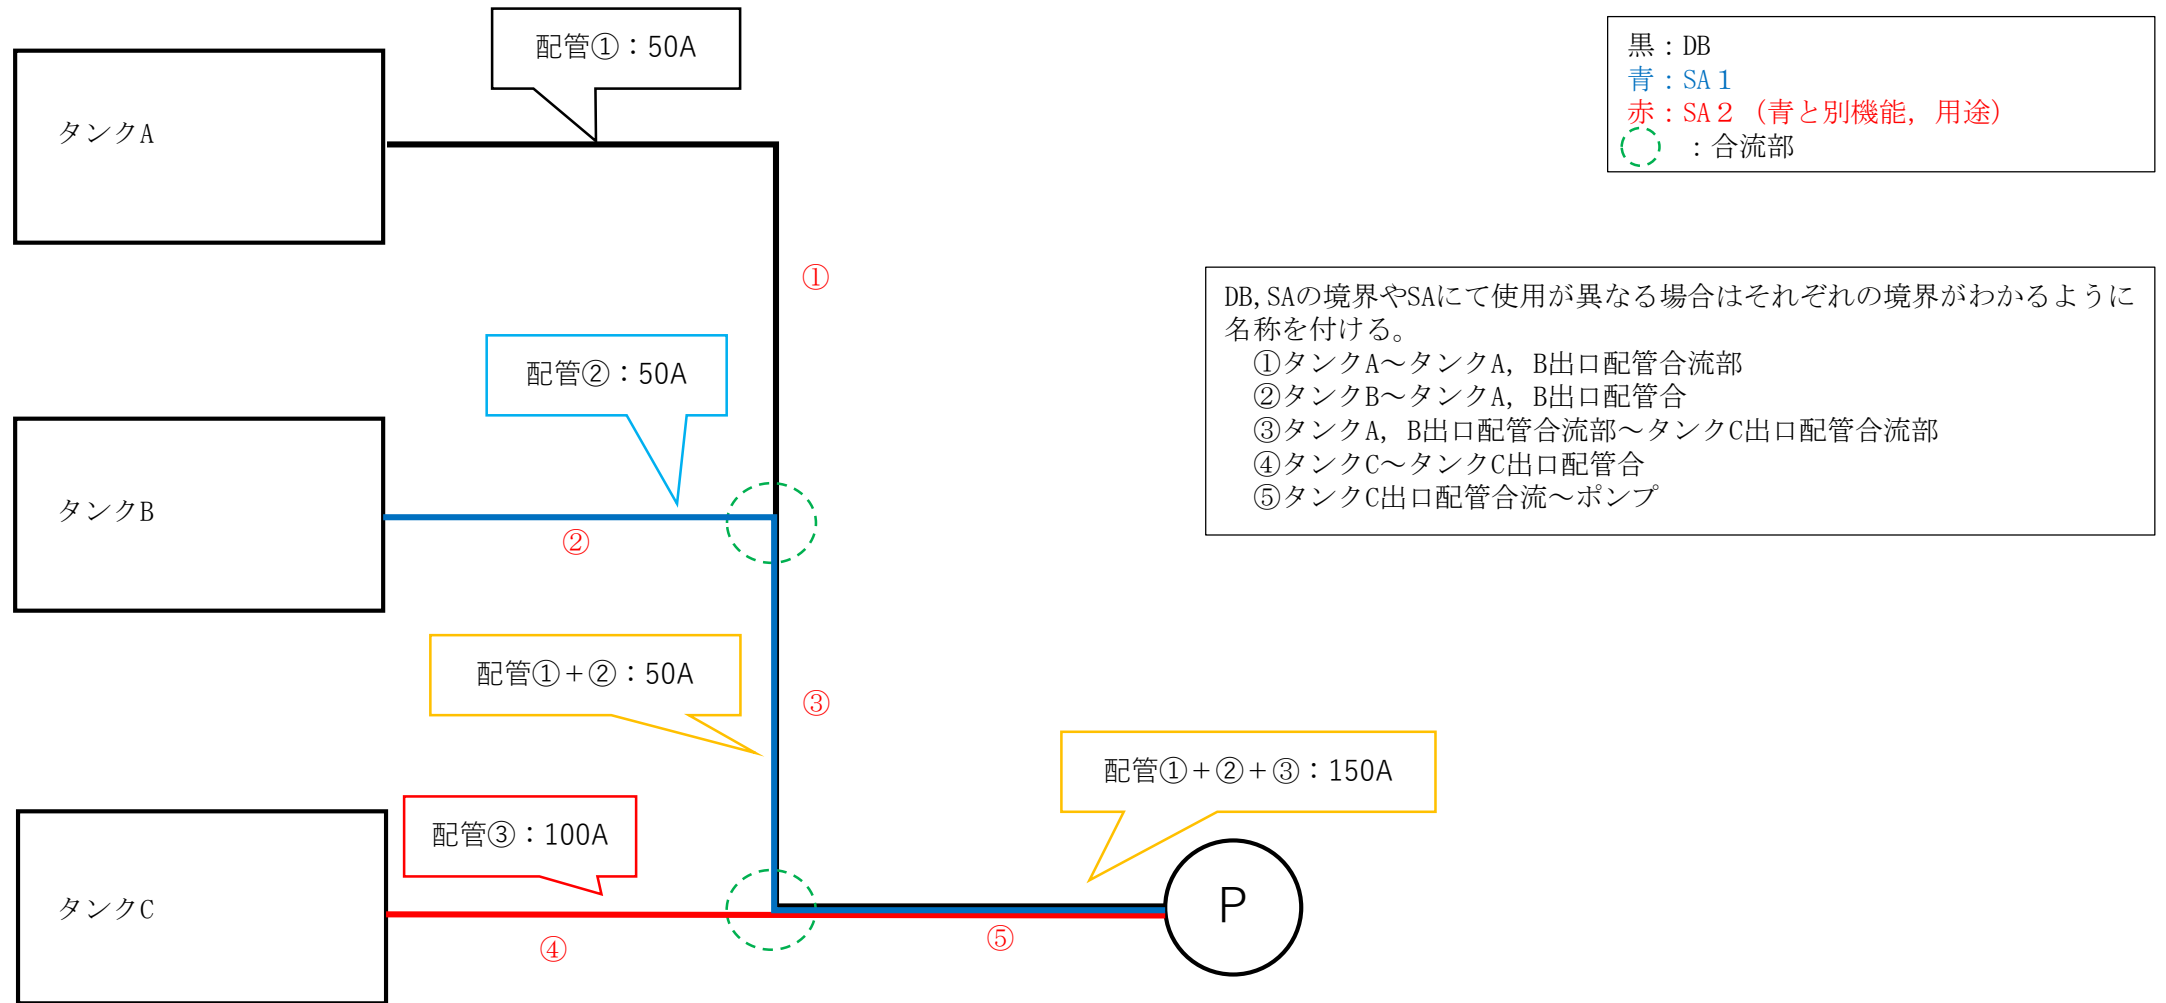 配管①：50A
黒：DB
青：SA１
赤：SA２（青と別機能，用途）
：合流部
タンクA
①
DB,SAの境界やSAにて使用が異なる場合はそれぞれの境界がわかるように
名称を付ける。
①タンクA～タンクA，B出口配管合流部
②タンクB～タンクA，B出口配管合
③タンクA，B出口配管合流部～タンクC出口配管合流部
④タンクC～タンクC出口配管合
⑤タンクC出口配管合流～ポンプ
配管②：50A
タンクB
②
配管①＋②：50A
③
配管①＋②＋③：150A
配管③：100A
タンクC
P
④
⑤